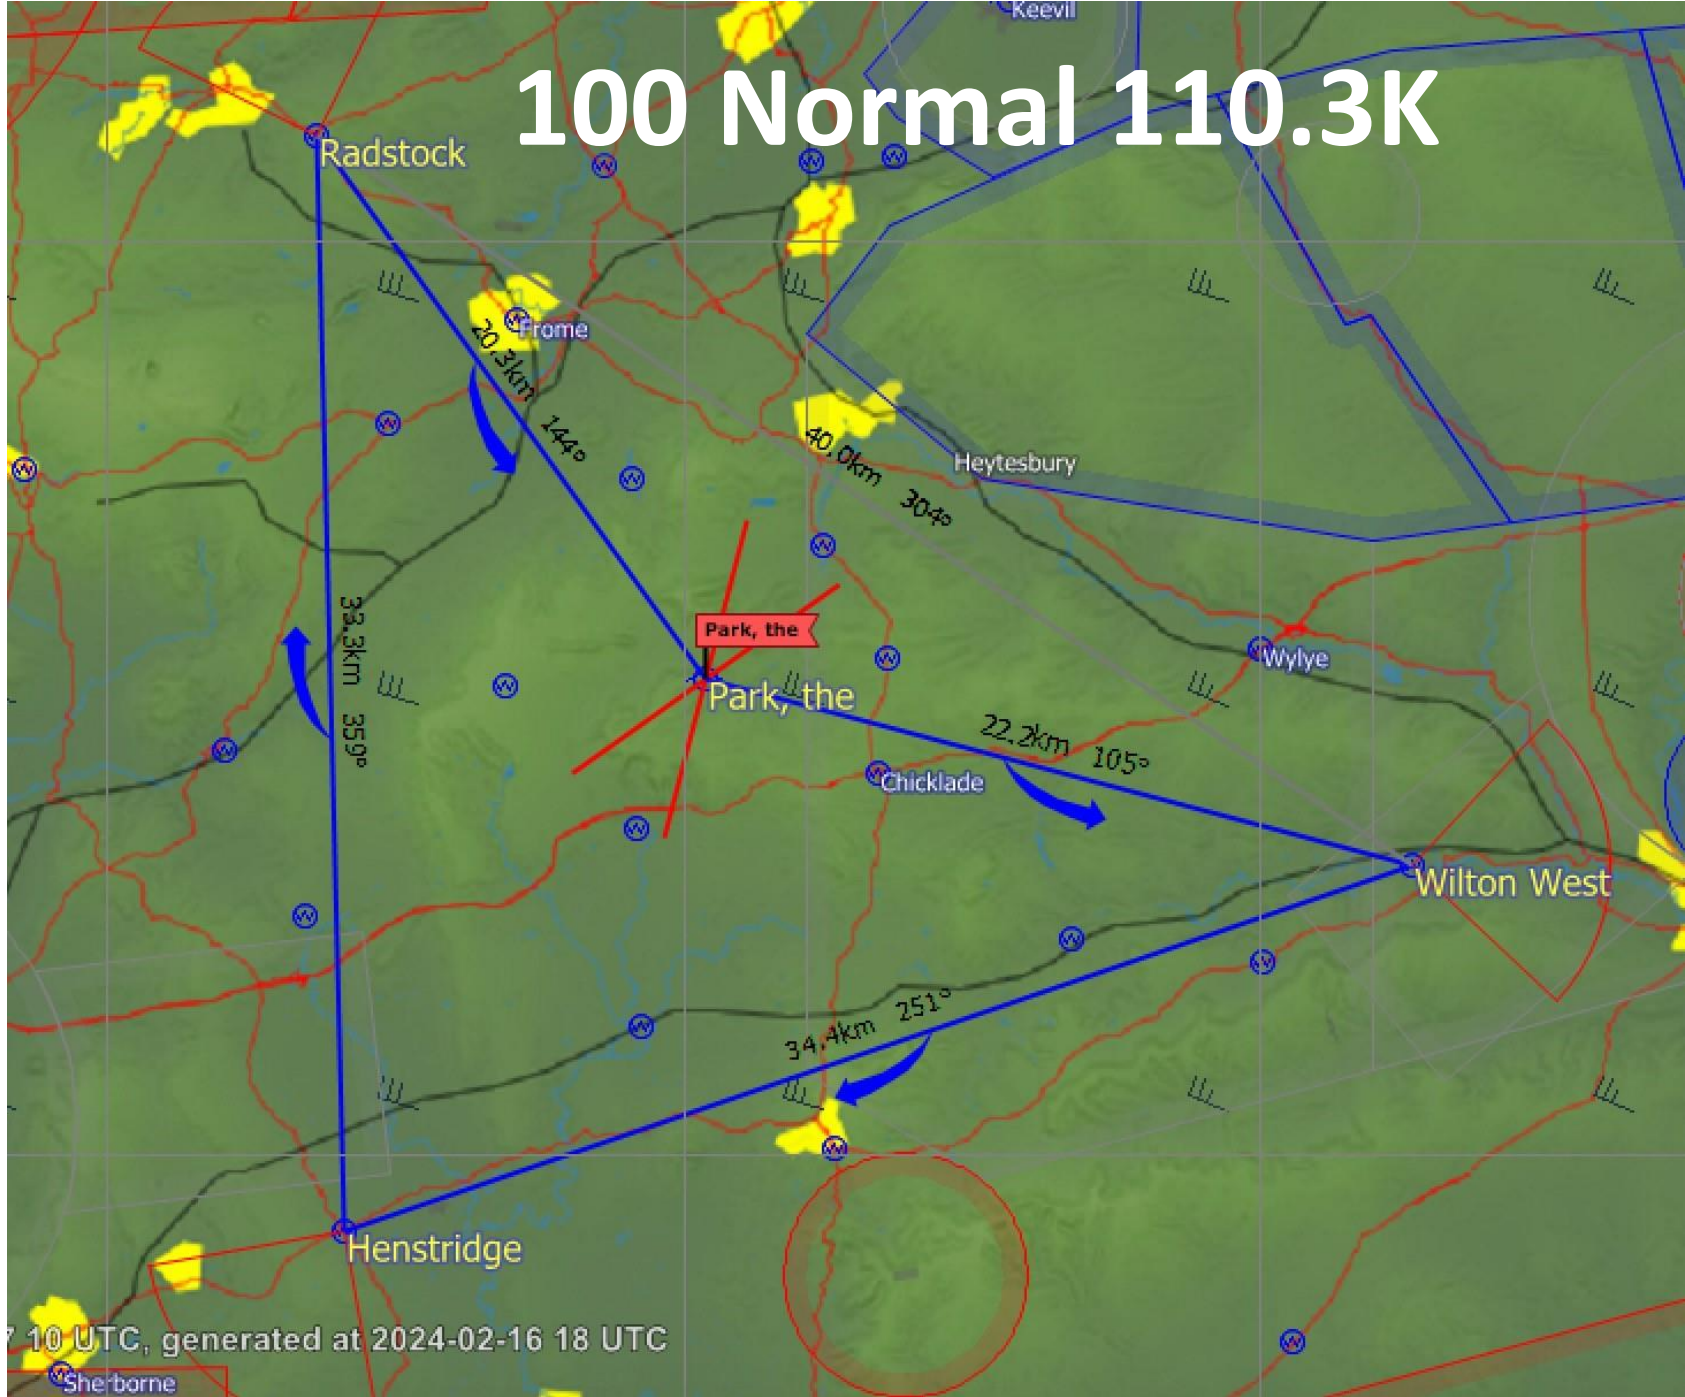 Keevil
100 Normal 110.3K
Radstock
Frome
20.3km 144°
40.0km 304°
Heytesbury
33.3km 359°
Park, the
Park, the
Wylye
22.2km 105°
Chicklade
Wilton West
34.4km 251°
Henstridge
7 10 UTC, generated at 2024-02-16 18 UTC
Sherborne